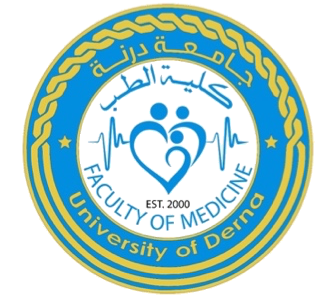 جامعة درنة
كلية الطب
EST. 2000
FACULTY OF MEDICINE
University of Derna